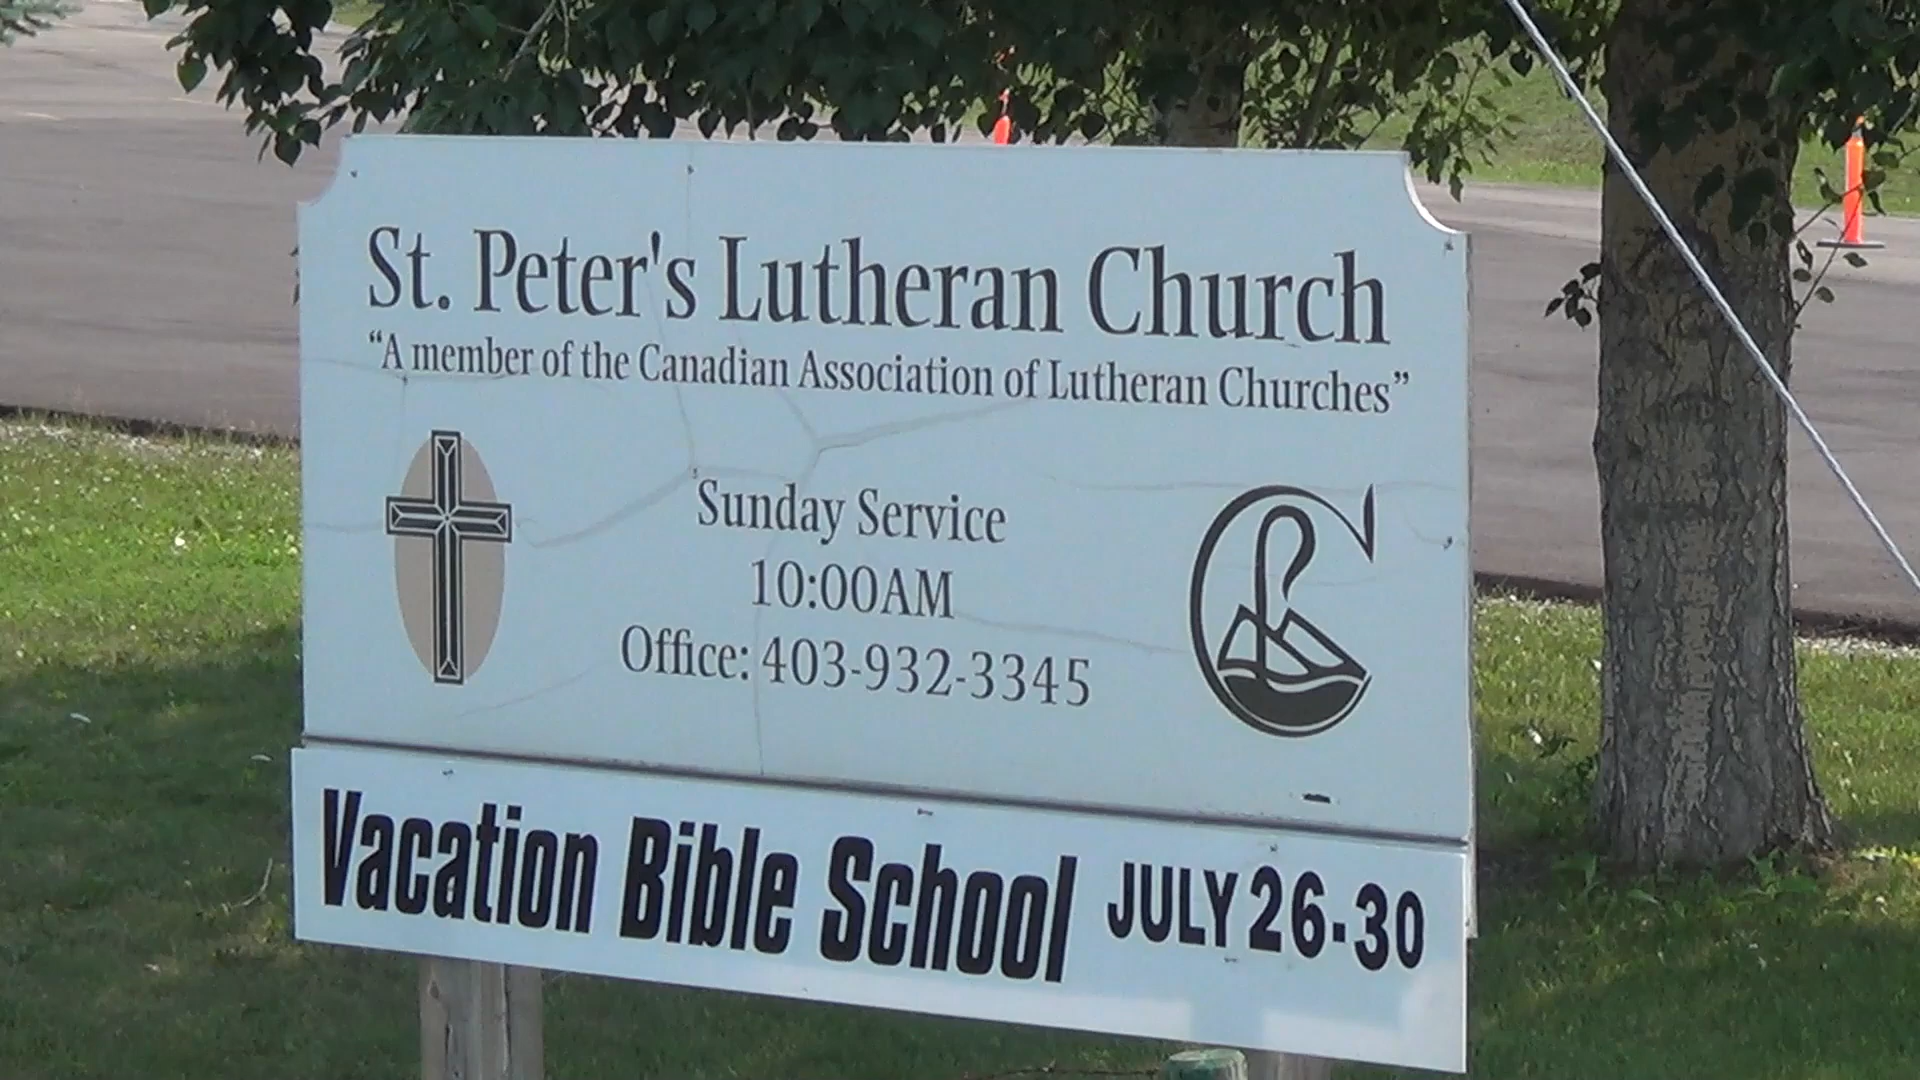 St. Peter's Lutheran Church
“A member of the Canadian Association of Lutheran Churches”
Sunday Service
10:00AM
Office: 403-932-3345
Vacation Bible School JULY 26-30